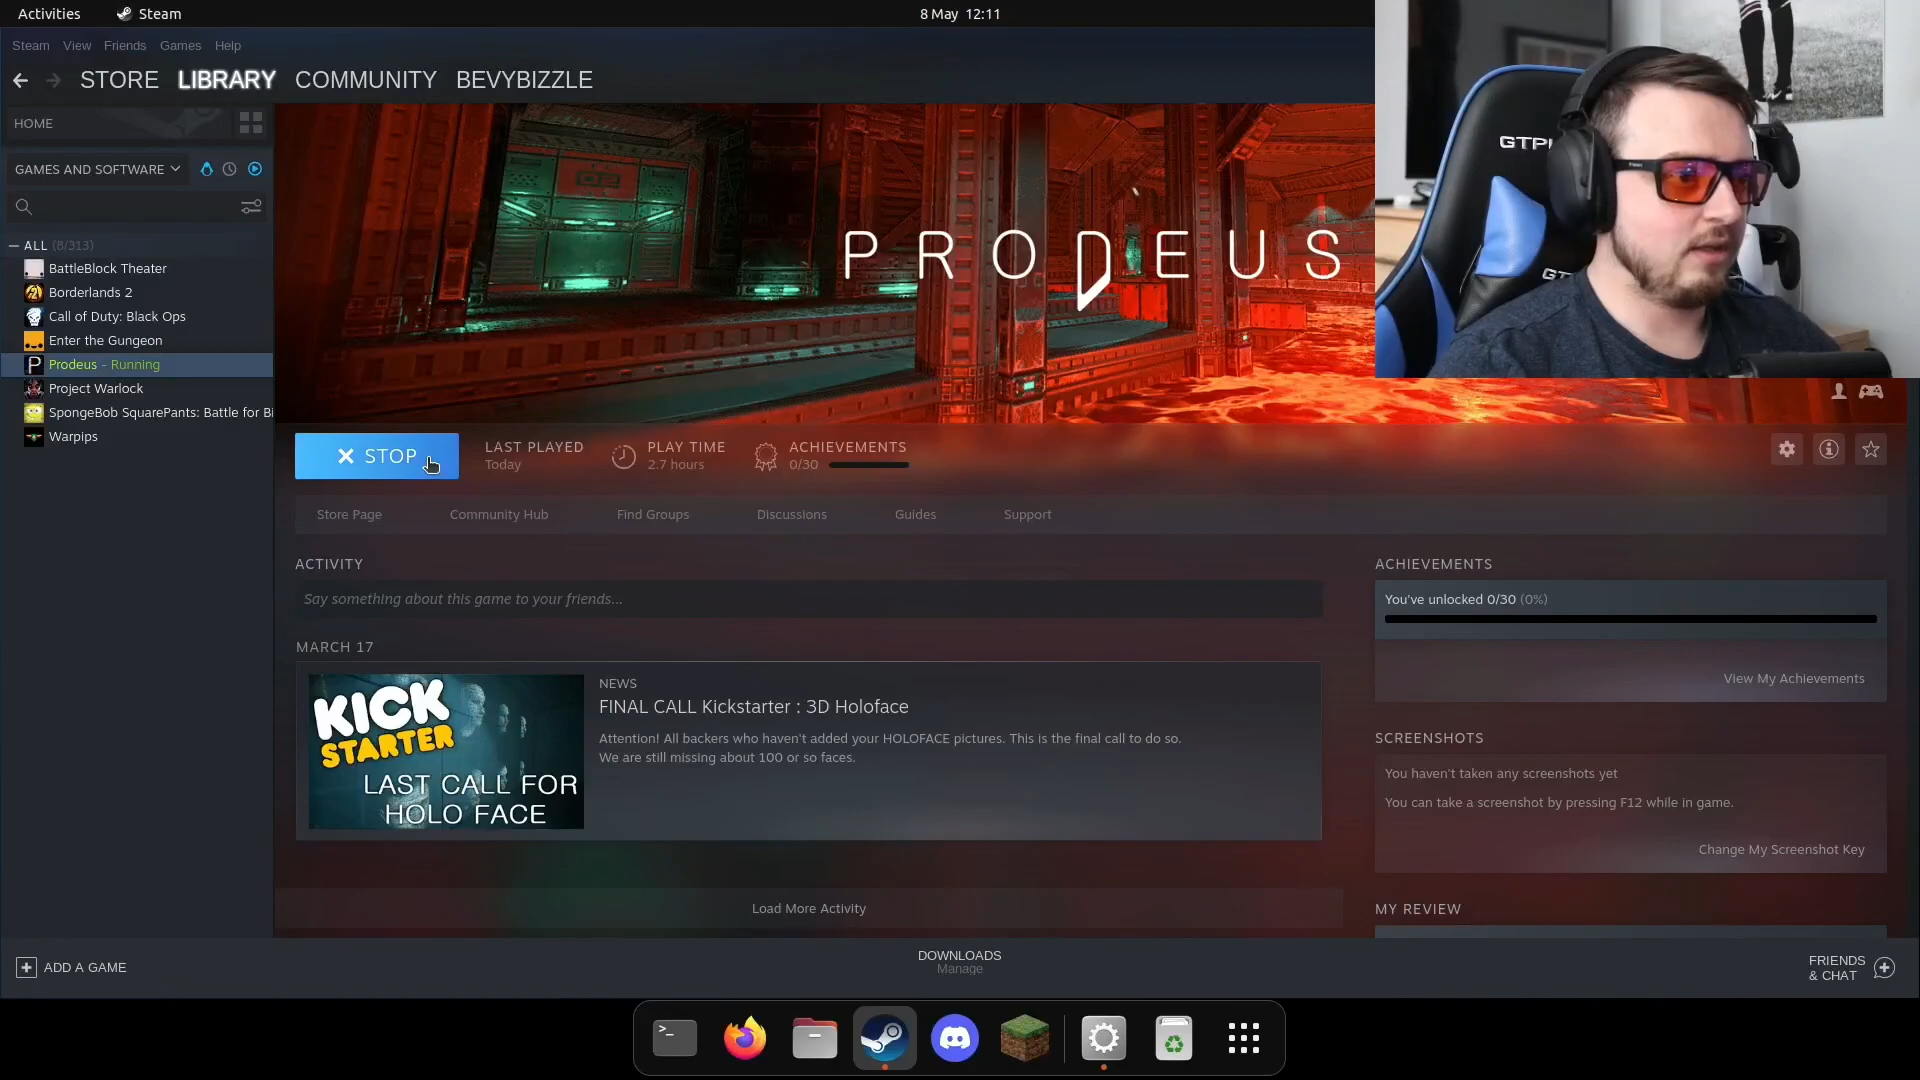 Activities
Steam
8 May 12:11
Steam
View
Friends
Games
Help
STORE
LIBRARY
COMMUNITY
BEVYBIZZLE
HOME
GAMES AND SOFTWARE
ALL (8/313)
BattleBlock Theater
Borderlands 2
Call of Duty: Black Ops
Enter the Gungeon
Prodeus - Running
Project Warlock
SpongeBob SquarePants: Battle for Bi
Warpips
PRODEUS
STOP
LAST PLAYED
Today
PLAY TIME
2.7 hours
ACHIEVEMENTS
0/30
Store Page
Community Hub
Find Groups
Discussions
Guides
Support
ACTIVITY
Say something about this game to your friends...
MARCH 17
KICK
STARTER
LAST CALL FOR
HOLO FACE
NEWS
FINAL CALL Kickstarter : 3D Holoface
Attention! All backers who haven't added your HOLOFACE pictures. This is the final call to do so.
We are still missing about 100 or so faces.
Load More Activity
ACHIEVEMENTS
You've unlocked 0/30 (0%)
View My Achievements
SCREENSHOTS
You haven't taken any screenshots yet
You can take a screenshot by pressing F12 while in game.
Change My Screenshot Key
MY REVIEW
ADD A GAME
DOWNLOADS
Manage
FRIENDS
& CHAT